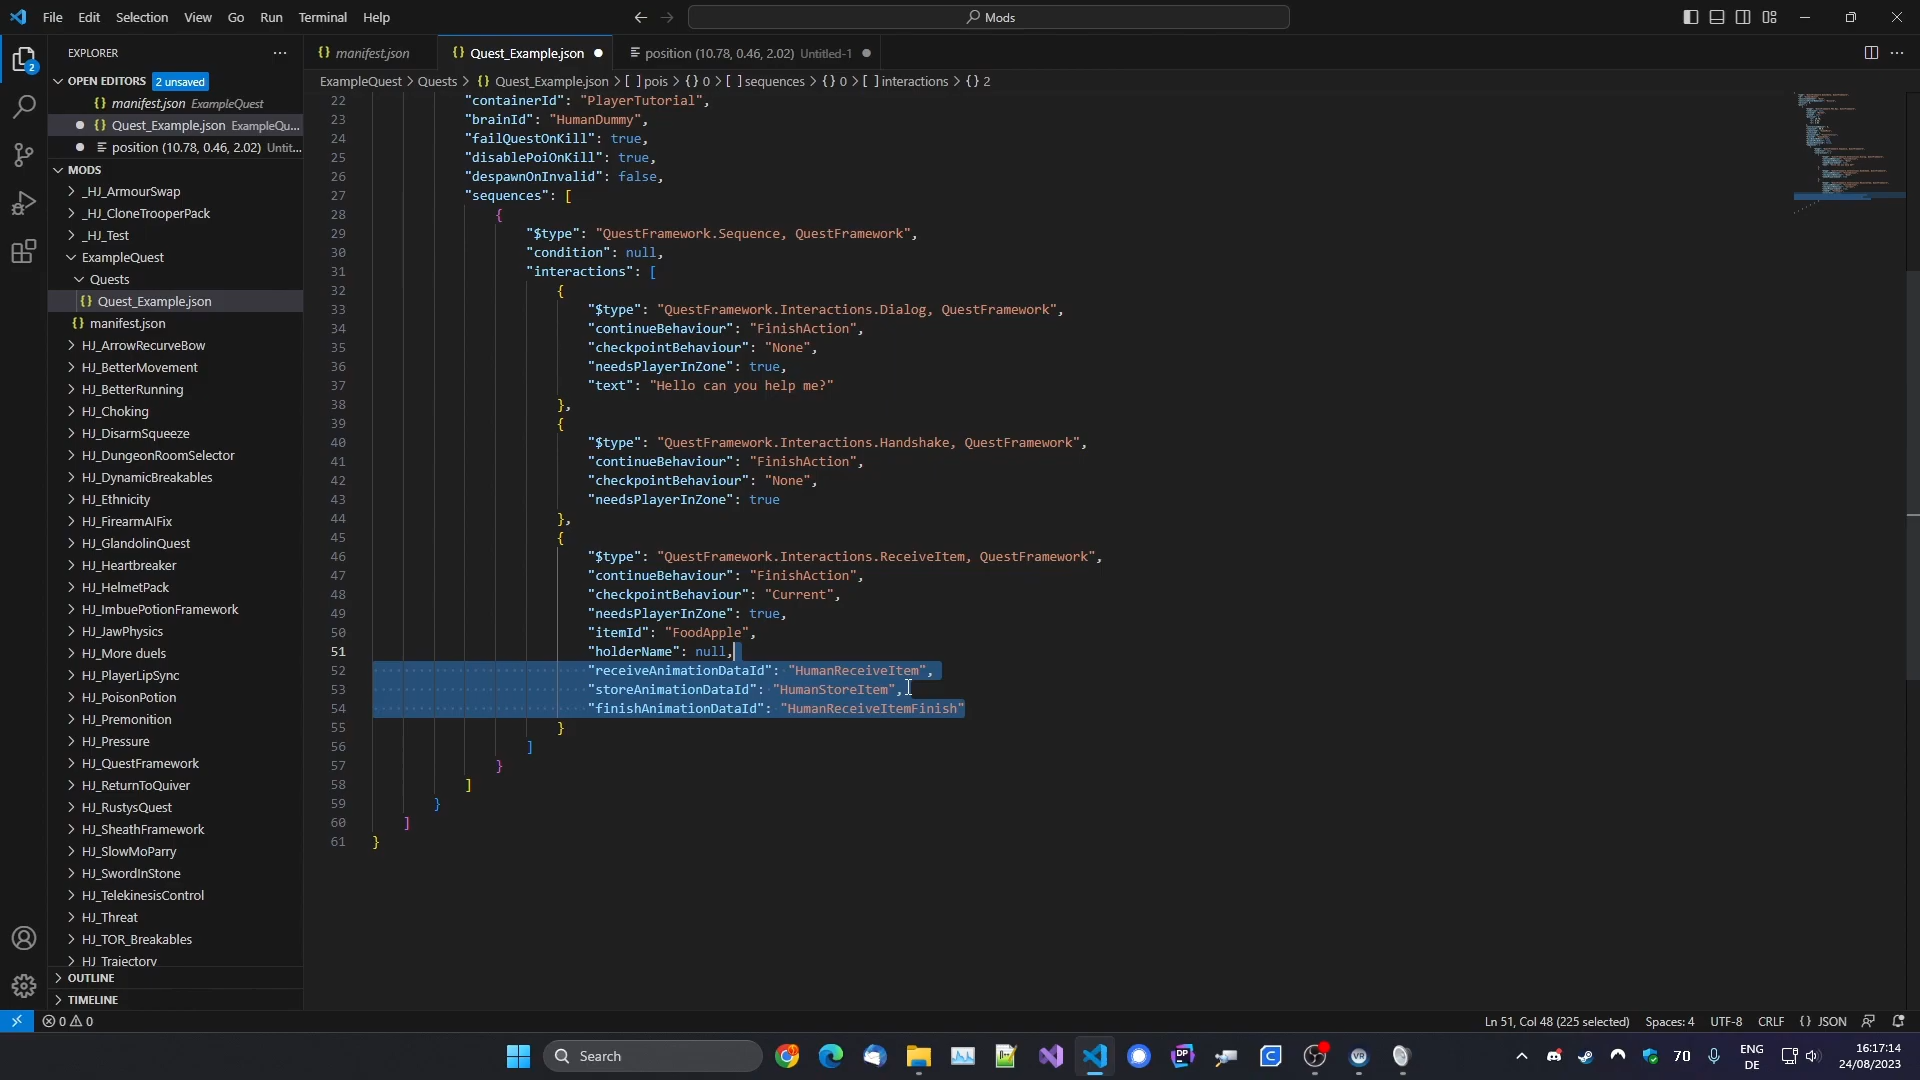 File Edit Selection View Go Run Terminal Help
Mods
EXPLORER
manifest.json
Quest_Example.json
position (10.78, 0.46, 2.02) Untitled-1
OPEN EDITORS 2 unsaved
ExampleQuest > Quests > {} Quest_Example.json > [ ] pois > {} 0 > [ ] sequences > {} 0 > [ ] interactions > {} 2
manifest.json ExampleQuest
Quest_Example.json ExampleQu...
position (10.78, 0.46, 2.02) Untit...
MODS
_HJ_ArmourSwap
_HJ_CloneTrooperPack
_HJ_Test
ExampleQuest
Quests
Quest_Example.json
manifest.json
HJ_ArrowRecurveBow
HJ_BetterMovement
HJ_BetterRunning
HJ_Choking
HJ_DisarmSqueeze
HJ_DungeonRoomSelector
HJ_DynamicBreakables
HJ_Ethnicity
HJ_FirearmAIFix
HJ_GlandolinQuest
HJ_Heartbreaker
HJ_HelmetPack
HJ_ImbuePotionFramework
HJ_JawPhysics
HJ_More duels
HJ_PlayerLipSync
HJ_PoisonPotion
HJ_Premonition
HJ_Pressure
HJ_QuestFramework
HJ_ReturnToQuiver
HJ_RustysQuest
HJ_SheathFramework
HJ_SlowMoParry
HJ_SwordInStone
HJ_TelekinesisControl
HJ_Threat
HJ_TOR_Breakables
HJ_Trajectory
OUTLINE
TIMELINE
22 "containerId": "PlayerTutorial",
23 "brainId": "HumanDummy",
24 "failQuestOnKill": true,
25 "disablePoiOnKill": true,
26 "despawnOnInvalid": false,
27 "sequences": [
28 {
29 "$type": "QuestFramework.Sequence, QuestFramework",
30 "condition": null,
31 "interactions": [
32 {
33 "$type": "QuestFramework.Interactions.Dialog, QuestFramework",
34 "continueBehaviour": "FinishAction",
35 "checkpointBehaviour": "None",
36 "needsPlayerInZone": true,
37 "text": "Hello can you help me?"
38 },
39 {
40 "$type": "QuestFramework.Interactions.Handshake, QuestFramework",
41 "continueBehaviour": "FinishAction",
42 "checkpointBehaviour": "None",
43 "needsPlayerInZone": true
44 },
45 {
46 "$type": "QuestFramework.Interactions.ReceiveItem, QuestFramework",
47 "continueBehaviour": "FinishAction",
48 "checkpointBehaviour": "Current",
49 "needsPlayerInZone": true,
50 "itemId": "FoodApple",
51 "holderName": null,
52 "receiveAnimationDataId": "HumanReceiveItem",
53 "storeAnimationDataId": "HumanStoreItem",
54 "finishAnimationDataId": "HumanReceiveItemFinish"
55 }
56 ]
57 }
58 ]
59 }
60 ]
61 }
0 0
Ln 51, Col 48 (225 selected) Spaces: 4 UTF-8 CRLF {} JSON
Search
70
ENG
DE
16:17:14
24/08/2023